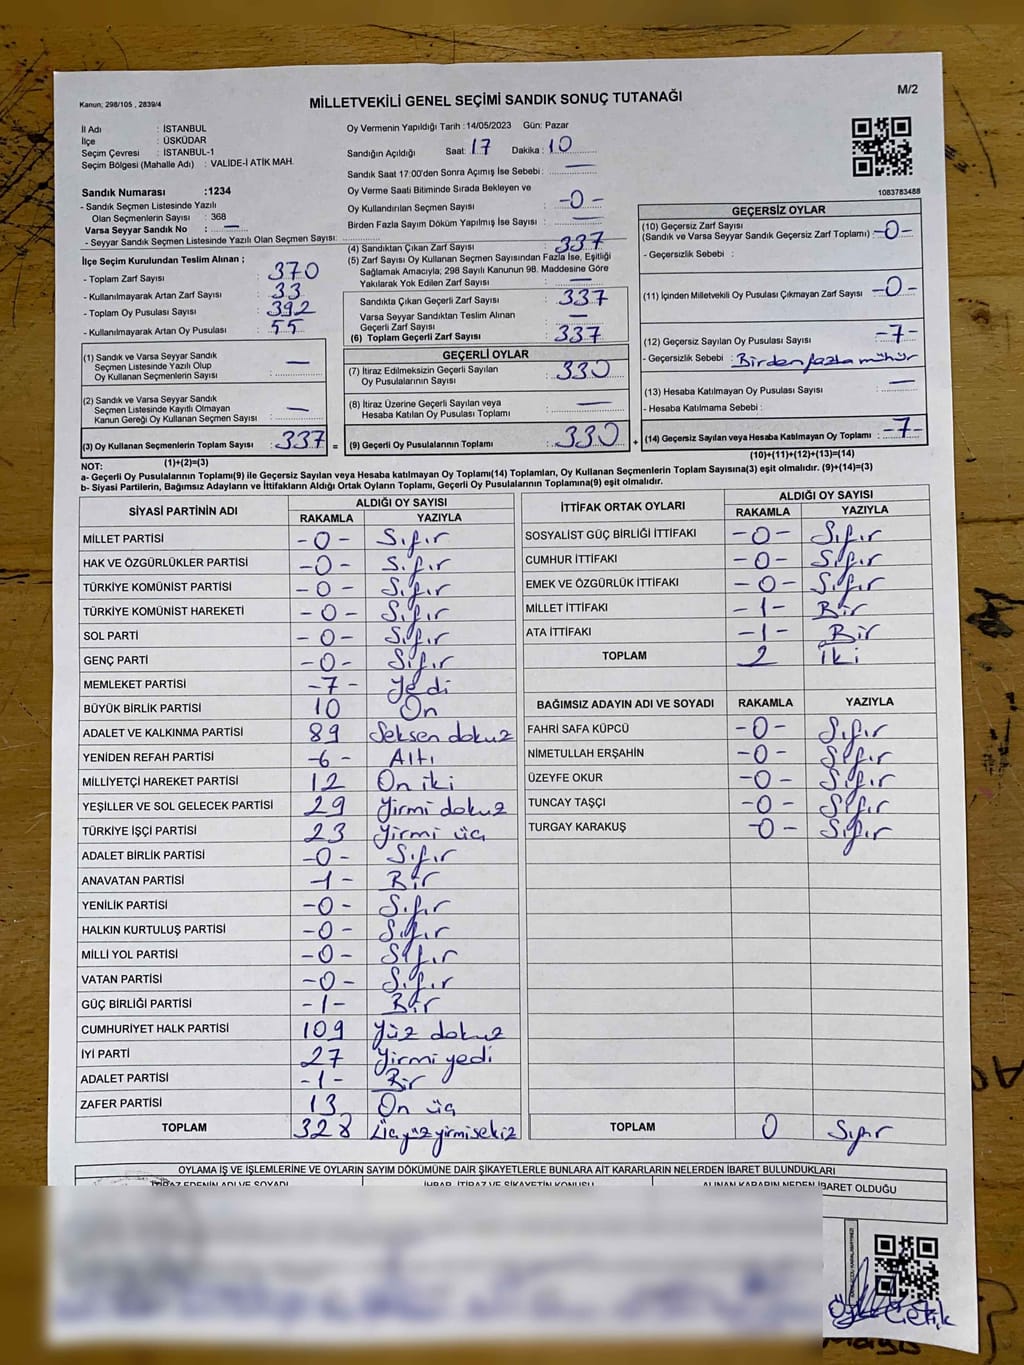 Kanun; 298/105 , 2839/4
MİLLETVEKİLİ GENEL SEÇİMİ SANDIK SONUÇ TUTANAĞI
M/2
İl Adı : İSTANBUL
İlçe : ÜSKÜDAR
Seçim Çevresi : İSTANBUL-1
Seçim Bölgesi (Mahalle Adı) : VALİDE-İ ATİK MAH.
Oy Vermenin Yapıldığı Tarih :14/05/2023 Gün: Pazar
Sandığın Açıldığı Saat: 17 Dakika : 10
Sandık Saat 17:00'den Sonra Açımış İse Sebebi : —
Oy Verme Saati Bitiminde Sırada Bekleyen ve
Oy Kullandırılan Seçmen Sayısı : -0-
Birden Fazla Sayım Döküm Yapılmış İse Sayısı : —
1083783488
Sandık Numarası :1234
- Sandık Seçmen Listesinde Yazılı
Olan Seçmenlerin Sayısı : 368
Varsa Seyyar Sandık No : —
- Seyyar Sandık Seçmen Listesinde Yazılı Olan Seçmen Sayısı:
İlçe Seçim Kurulundan Teslim Alınan ;
- Toplam Zarf Sayısı : 370
- Kullanılmayarak Artan Zarf Sayısı : 33
- Toplam Oy Pusulası Sayısı : 392
- Kullanılmayarak Artan Oy Pusulası : 55
(1) Sandık ve Varsa Seyyar Sandık
Seçmen Listesinde Yazılı Olup
Oy Kullanan Seçmenlerin Sayısı : —
(2) Sandık ve Varsa Seyyar Sandık
Seçmen Listesinde Kayıtlı Olmayan
Kanun Gereği Oy Kullanan Seçmen Sayısı : —
(3) Oy Kullanan Seçmenlerin Toplam Sayısı : 337 =
(1)+(2)=(3)
(4) Sandıktan Çıkan Zarf Sayısı : 337
(5) Zarf Sayısı Oy Kullanan Seçmen Sayısından Fazla İse, Eşitliği
Sağlamak Amacıyla; 298 Sayılı Kanunun 98. Maddesine Göre
Yakılarak Yok Edilen Zarf Sayısı : —
Sandıkta Çıkan Geçerli Zarf Sayısı : 337
Varsa Seyyar Sandıktan Teslim Alınan
Geçerli Zarf Sayısı : —
(6) Toplam Geçerli Zarf Sayısı : 337
GEÇERLİ OYLAR
(7) İtiraz Edilmeksizin Geçerli Sayılan
Oy Pusulalarının Sayısı : 330
(8) İtiraz Üzerine Geçerli Sayılan veya
Hesaba Katılan Oy Pusulası Toplamı : —
(9) Geçerli Oy Pusulalarının Toplamı : 330 +
GEÇERSİZ OYLAR
(10) Geçersiz Zarf Sayısı
(Sandık ve Varsa Seyyar Sandık Geçersiz Zarf Toplamı) : -0-
- Geçersizlik Sebebi :
(11) İçinden Milletvekili Oy Pusulası Çıkmayan Zarf Sayısı : -0-
(12) Geçersiz Sayılan Oy Pusulası Sayısı : -7-
- Geçersizlik Sebebi : Birden fazla mühür
(13) Hesaba Katılmayan Oy Pusulası Sayısı : —
- Hesaba Katılmama Sebebi :
(14) Geçersiz Sayılan veya Hesaba Katılmayan Oy Toplamı : -7-
(10)+(11)+(12)+(13)=(14)
NOT:
a- Geçerli Oy Pusulalarının Toplamı(9) ile Geçersiz Sayılan veya Hesaba katılmayan Oy Toplamı(14) Toplamları, Oy Kullanan Seçmenlerin Toplam Sayısına(3) eşit olmalıdır. (9)+(14)=(3)
b- Siyasi Partilerin, Bağımsız Adayların ve İttifakların Aldığı Ortak Oyların Toplamı, Geçerli Oy Pusulalarının Toplamına(9) eşit olmalıdır.
SİYASİ PARTİNİN ADI ALDIĞI OY SAYISI
RAKAMLA YAZIYLA
MİLLET PARTİSİ -0- Sıfır
HAK VE ÖZGÜRLÜKLER PARTİSİ -0- Sıfır
TÜRKİYE KOMÜNİST PARTİSİ -0- Sıfır
TÜRKİYE KOMÜNİST HAREKETİ -0- Sıfır
SOL PARTİ -0- Sıfır
GENÇ PARTİ -0- Sıfır
MEMLEKET PARTİSİ -7- Yedi
BÜYÜK BİRLİK PARTİSİ 10 On
ADALET VE KALKINMA PARTİSİ 89 Seksen dokuz
YENİDEN REFAH PARTİSİ -6- Altı
MİLLİYETÇİ HAREKET PARTİSİ 12 On iki
YEŞİLLER VE SOL GELECEK PARTİSİ 29 Yirmi dokuz
TÜRKİYE İŞÇİ PARTİSİ 23 Yirmi üç
ADALET BİRLİK PARTİSİ -0- Sıfır
ANAVATAN PARTİSİ -1- Bir
YENİLİK PARTİSİ -0- Sıfır
HALKIN KURTULUŞ PARTİSİ -0- Sıfır
MİLLİ YOL PARTİSİ -0- Sıfır
VATAN PARTİSİ -0- Sıfır
GÜÇ BİRLİĞİ PARTİSİ -1- Bir
CUMHURİYET HALK PARTİSİ 109 Yüz dokuz
İYİ PARTİ 27 Yirmi yedi
ADALET PARTİSİ -1- Bir
ZAFER PARTİSİ 13 On üç
TOPLAM 328 Üçyüzyirmisekiz
İTTİFAK ORTAK OYLARI ALDIĞI OY SAYISI
RAKAMLA YAZIYLA
SOSYALİST GÜÇ BİRLİĞİ İTTİFAKI -0- Sıfır
CUMHUR İTTİFAKI -0- Sıfır
EMEK VE ÖZGÜRLÜK İTTİFAKI -0- Sıfır
MİLLET İTTİFAKI -1- Bir
ATA İTTİFAKI -1- Bir
TOPLAM 2 İki
BAĞIMSIZ ADAYIN ADI VE SOYADI RAKAMLA YAZIYLA
FAHRİ SAFA KÜPCÜ -0- Sıfır
NİMETULLAH ERŞAHİN -0- Sıfır
ÜZEYFE OKUR -0- Sıfır
TUNCAY TAŞÇI -0- Sıfır
TURGAY KARAKUŞ -0- Sıfır
TOPLAM 0 Sıfır
OYLAMA İŞ VE İŞLEMLERİNE VE OYLARIN SAYIM DÖKÜMÜNE DAİR ŞİKAYETLERLE BUNLARA AİT KARARLARIN NELERDEN İBARET BULUNDUKLARI
İTİRAZ EDENİN ADI VE SOYADI İHBAR, İTİRAZ VE ŞİKAYETİN KONUSU ALINAN KARARIN NEDEN İBARET OLDUĞU